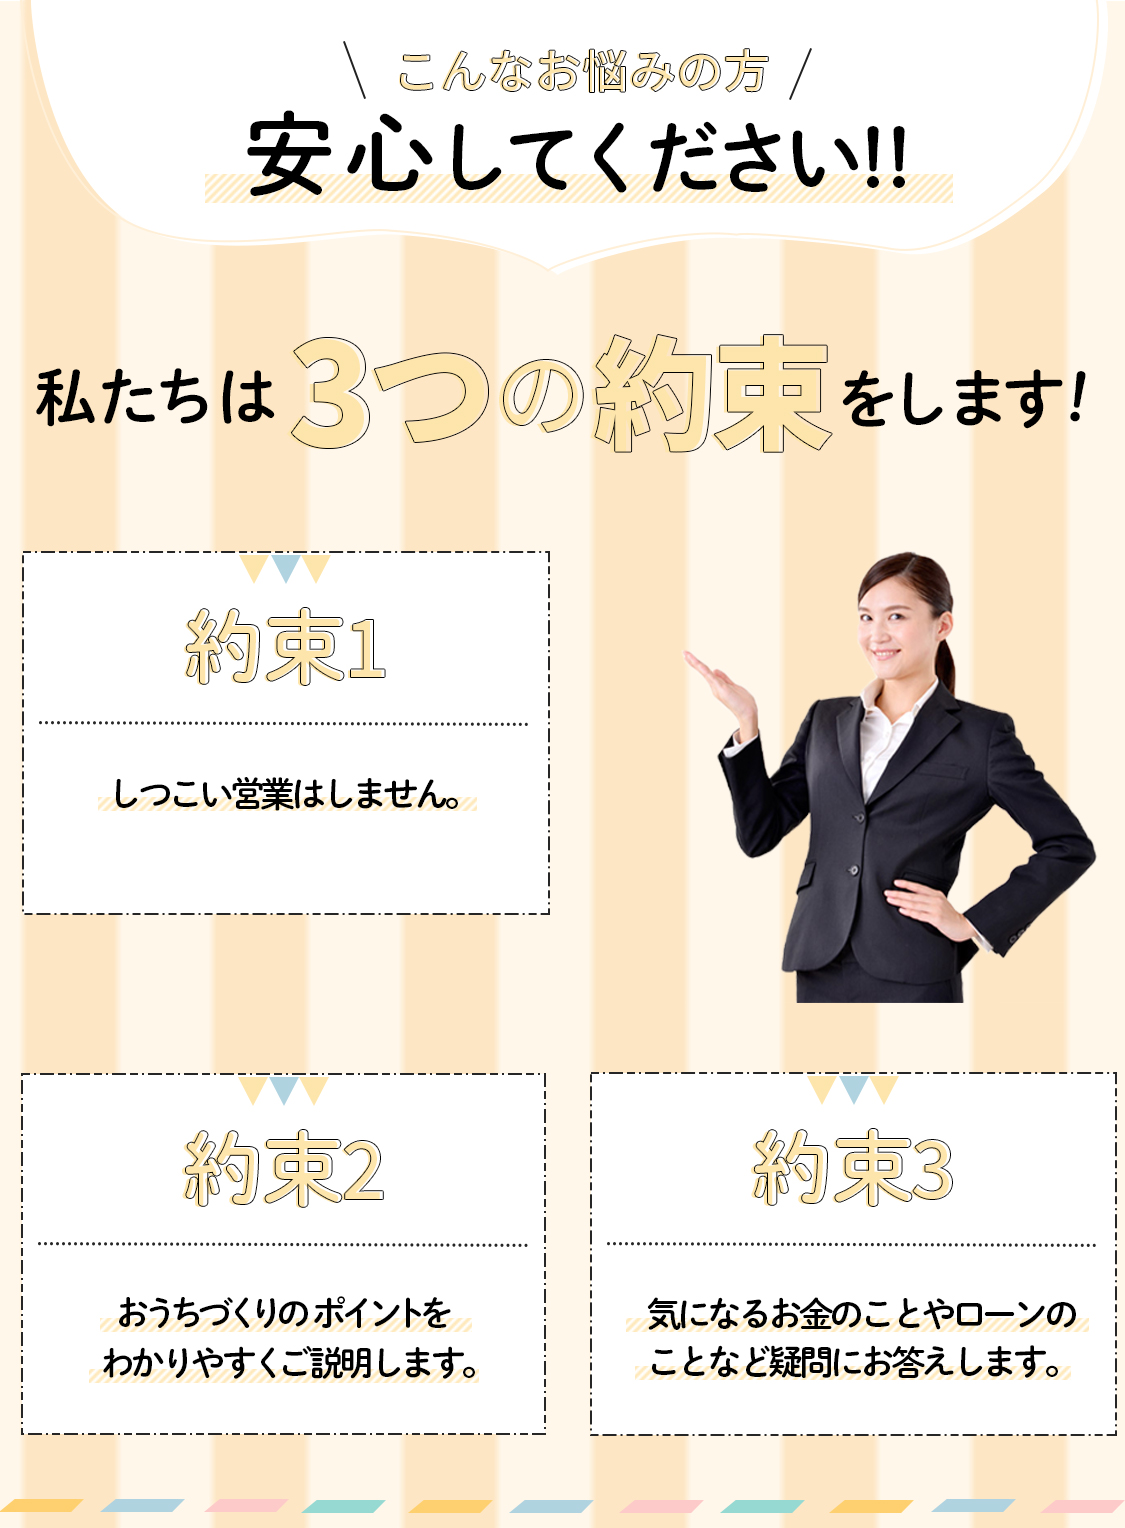 こんなお悩みの方
安心してください!!
私たちは3つの約束をします!
約束1
しつこい営業はしません。
約束2
おうちづくりのポイントを
わかりやすくご説明します。
約束3
気になるお金のことやローンの
ことなど疑問にお答えします。